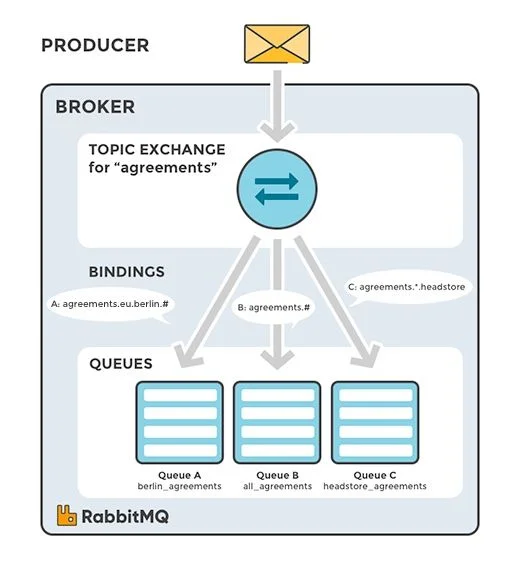 PRODUCER
BROKER
TOPIC EXCHANGE
for “agreements”
BINDINGS
A: agreements.eu.berlin.#
B: agreements.#
C: agreements.*.headstore
QUEUES
Queue A
berlin_agreements
Queue B
all_agreements
Queue C
headstore_agreements
RabbitMQ